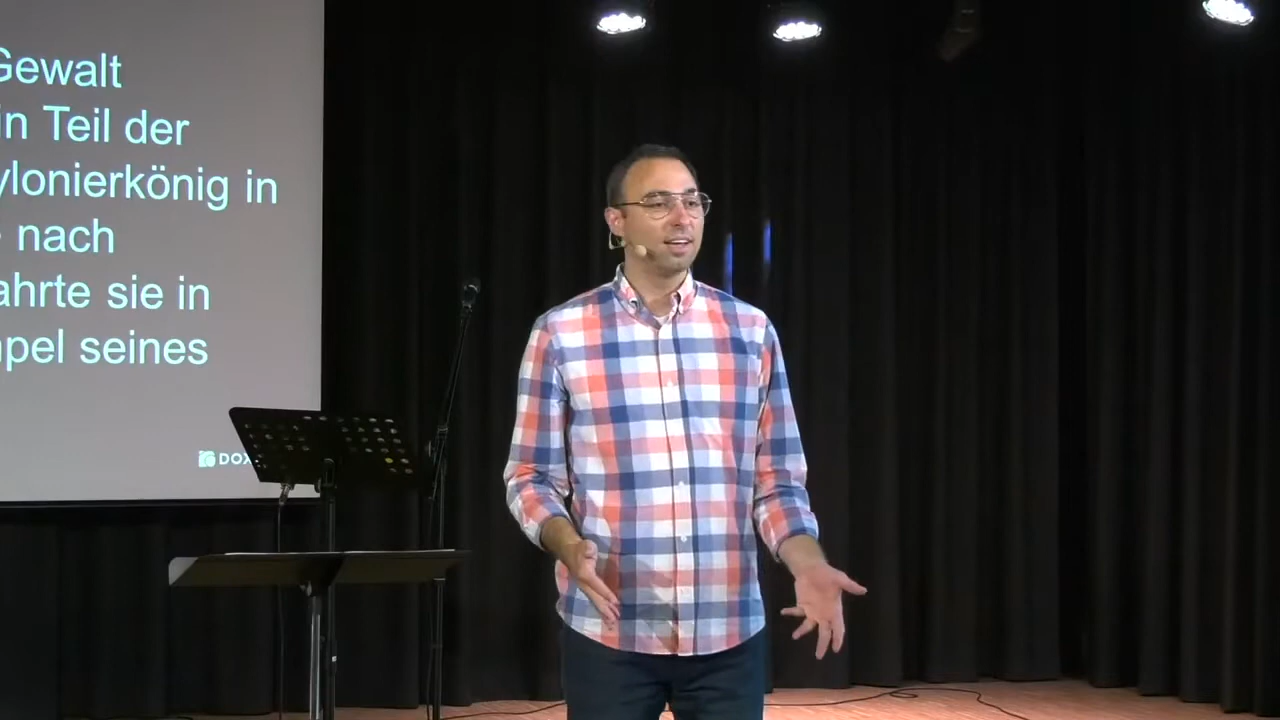 Gewalt
in Teil der
ylonierkönig in
nach
ahrte sie in
pel seines
DOX